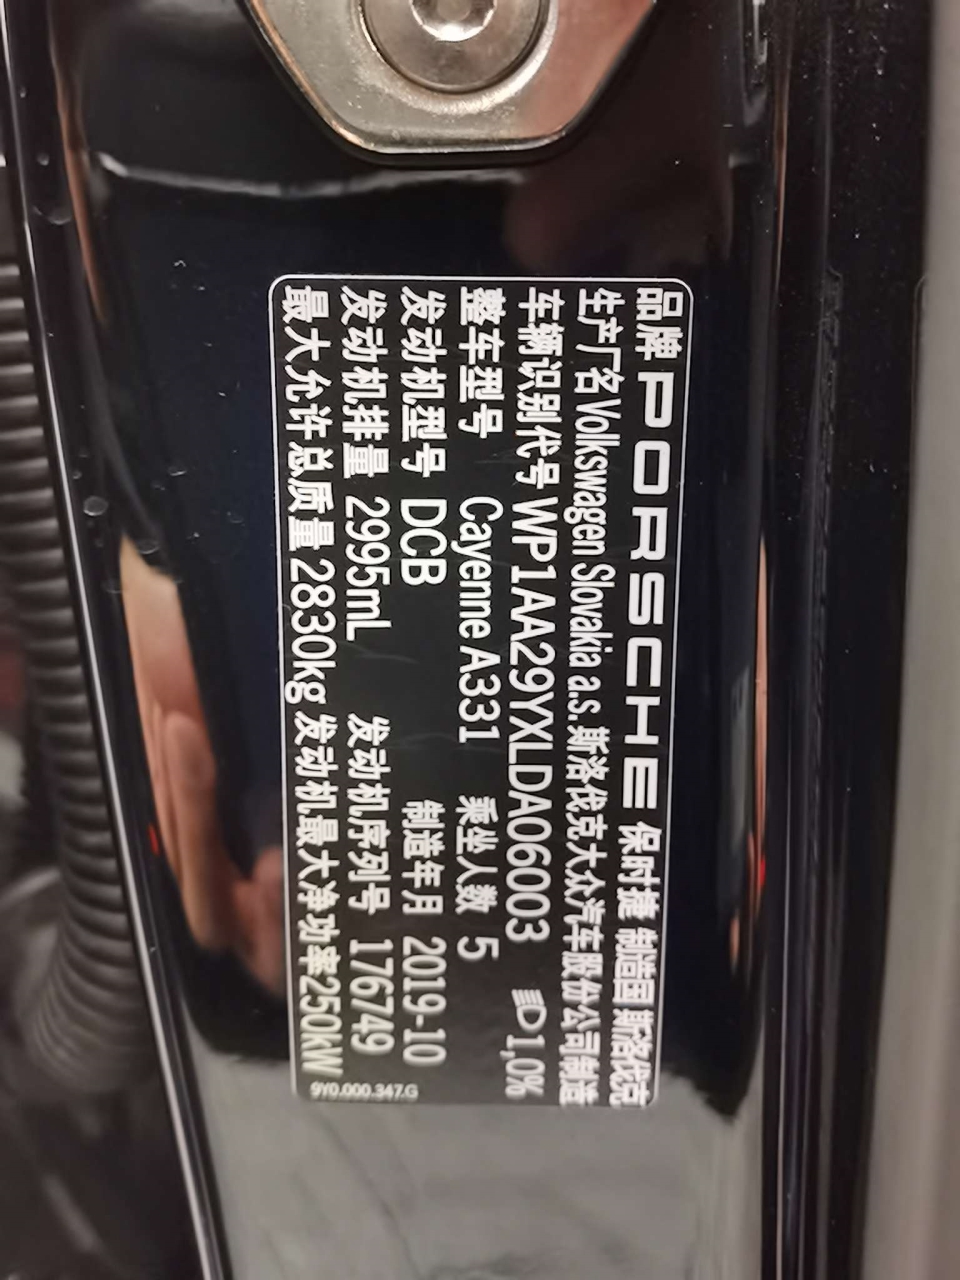 品牌 PORSCHE 保时捷 制造国 斯洛伐克
生产厂名 Volkswagen Slovakia a.s. 斯洛伐克大众汽车股份公司制造
车辆识别代号 WP1AA29YXLDA06003 1,0%
整车型号 Cayenne A331 乘坐人数 5
发动机型号 DCB 制造年月 2019-10
发动机排量 2995mL 发动机序列号 176749
最大允许总质量 2830kg 发动机最大净功率250kW
9Y0.000.347.G